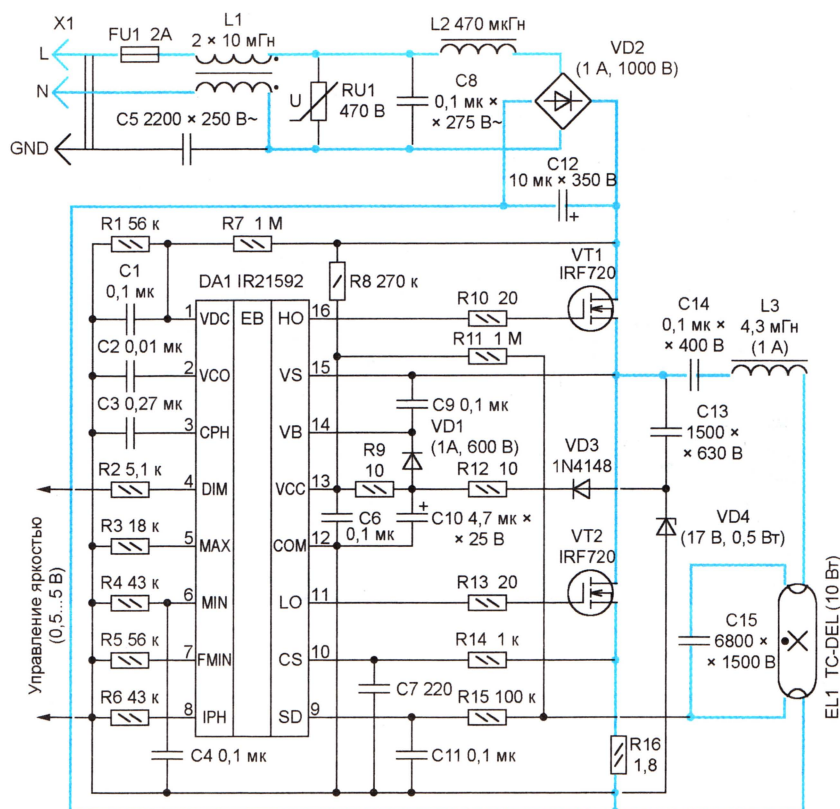 X1
L
FU1 2A
L1
2 × 10 мГн
N
GND
C5 2200 × 250 В~
U
RU1
470 В
L2 470 мкГн
C8
0,1 мк ×
× 275 В~
VD2
(1 А, 1000 В)
C12
10 мк × 350 В
+
R1 56 к
R7 1 М
C1
0,1 мк
DA1 IR21592
R8 270 к
VT1
IRF720
1 VDC
EB
HO 16
R10 20
R11 1 М
C14
0,1 мк ×
× 400 В
L3
4,3 мГн
(1 А)
C2 0,01 мк
2 VCO
VS 15
C9 0,1 мк
C3 0,27 мк
3 CPH
VB 14
VD1
(1А, 600 В)
C13
1500 ×
× 630 В
R2 5,1 к
4 DIM
VCC 13
R9
10
R12 10
VD3
1N4148
R3 18 к
5 MAX
COM 12
C6
0,1 мк
+
C10 4,7 мк ×
× 25 В
VT2
IRF720
VD4
(17 В, 0,5 Вт)
R4 43 к
6 MIN
LO 11
R13 20
Управление яркостью
(0,5...5 В)
R5 56 к
7 FMIN
CS 10
R14 1 к
C15
6800 ×
× 1500 В
EL1 TC-DEL (10 Вт)
C7 220
R6 43 к
8 IPH
SD 9
R15 100 к
C4 0,1 мк
C11 0,1 мк
R16
1,8